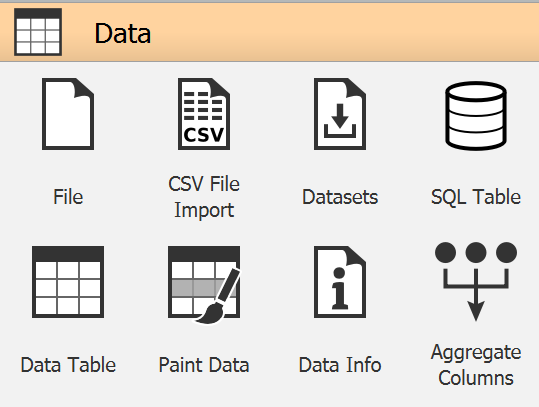 Data
CSV
File
CSV File
Import
Datasets
SQL Table
Data Table
Paint Data
Data Info
Aggregate
Columns